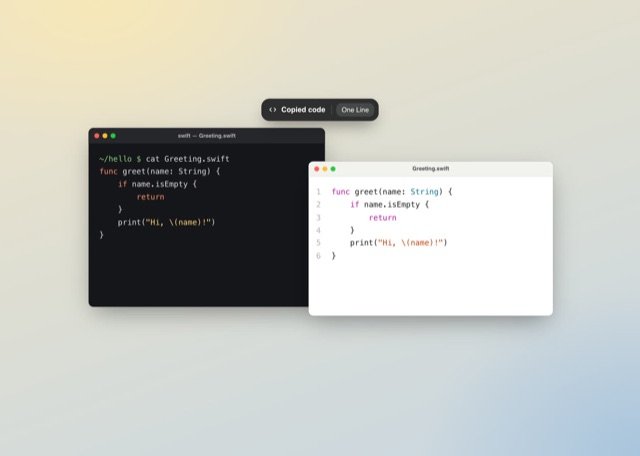 <> Copied code One Line
swift — Greeting.swift
~/hello $ cat Greeting.swift
func greet(name: String) {
    if name.isEmpty {
        return
    }
    print("Hi, \(name)!")
}
Greeting.swift
1 func greet(name: String) {
2     if name.isEmpty {
3         return
4     }
5     print("Hi, \(name)!")
6 }